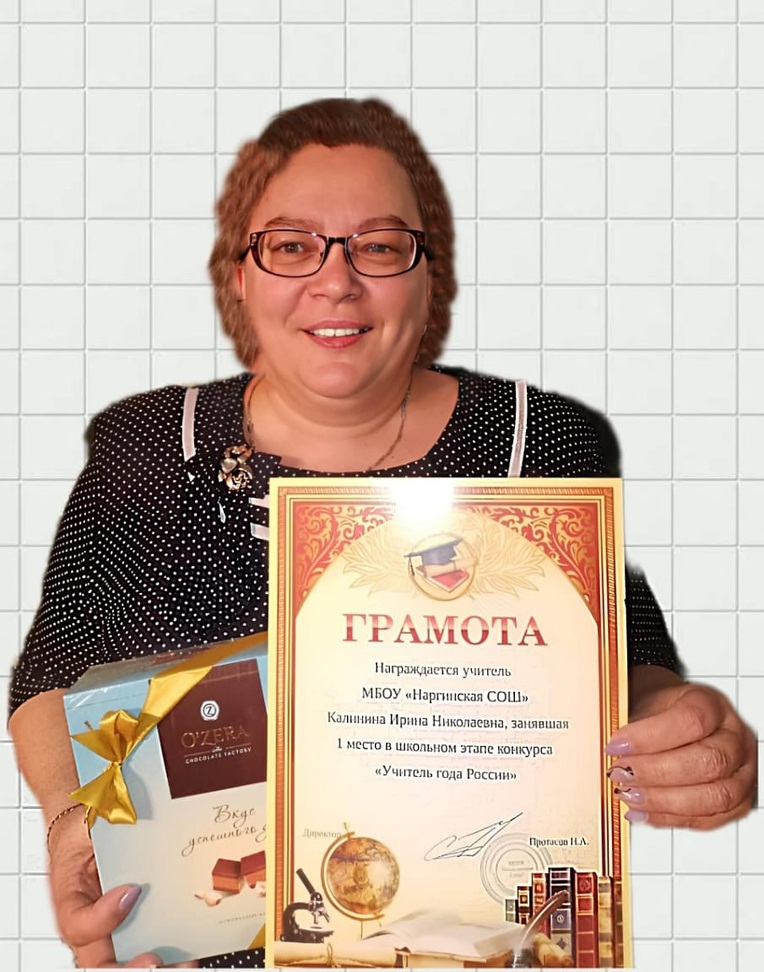 ГРАМОТА
Награждается учитель
МБОУ «Наргинская СОШ»
Калинина Ирина Николаевна, занявшая
1 место в школьном этапе конкурса
«Учитель года России»
Директор
Протасов Н.А.
O'ZERA
CHOCOLATE FACTORY
Вкус
успешного